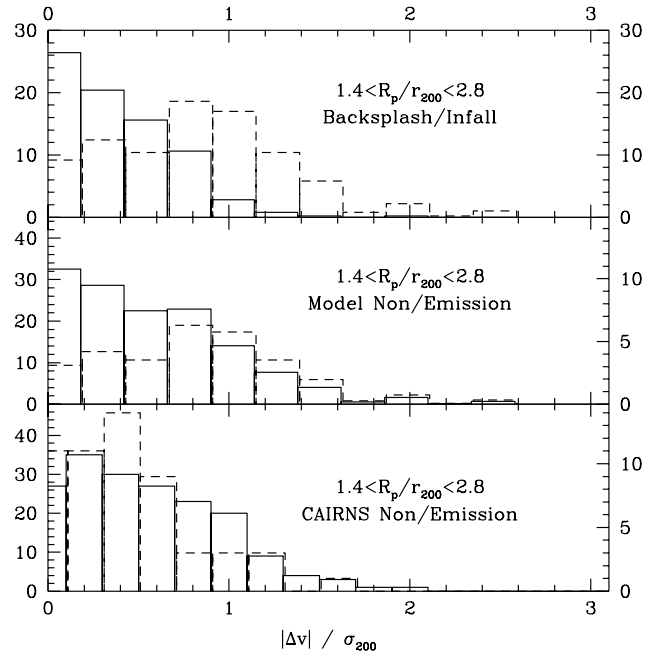 0 1 2 3
30 30
20 20
10 10
0 0
1.4<R_p/r_200<2.8
Backsplash/Infall
40
30
20
10 10
5
0 0
1.4<R_p/r_200<2.8
Model Non/Emission
40
30
20
10 10
5
0 0
1.4<R_p/r_200<2.8
CAIRNS Non/Emission
0 1 2 3
|Δv| / σ_200